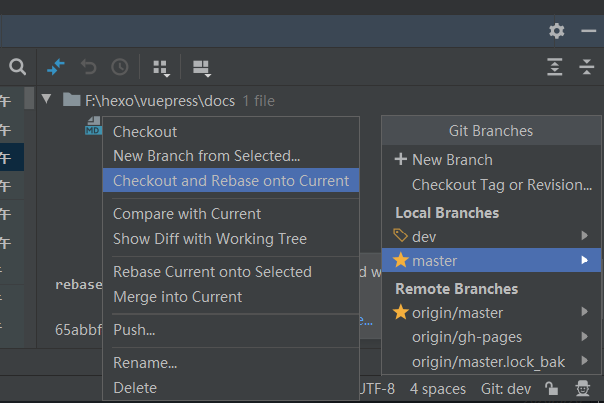 F:\hexo\vuepress\docs 1 file
MD
Checkout
New Branch from Selected...
Checkout and Rebase onto Current
Compare with Current
Show Diff with Working Tree
Rebase Current onto Selected
Merge into Current
Push...
Rename...
Delete
Git Branches
New Branch
Checkout Tag or Revision...
Local Branches
dev
master
Remote Branches
origin/master
origin/gh-pages
origin/master.lock_bak
午
午
午
午
午
午
rebase
d w
65abbf
e...
UTF-8 4 spaces Git: dev